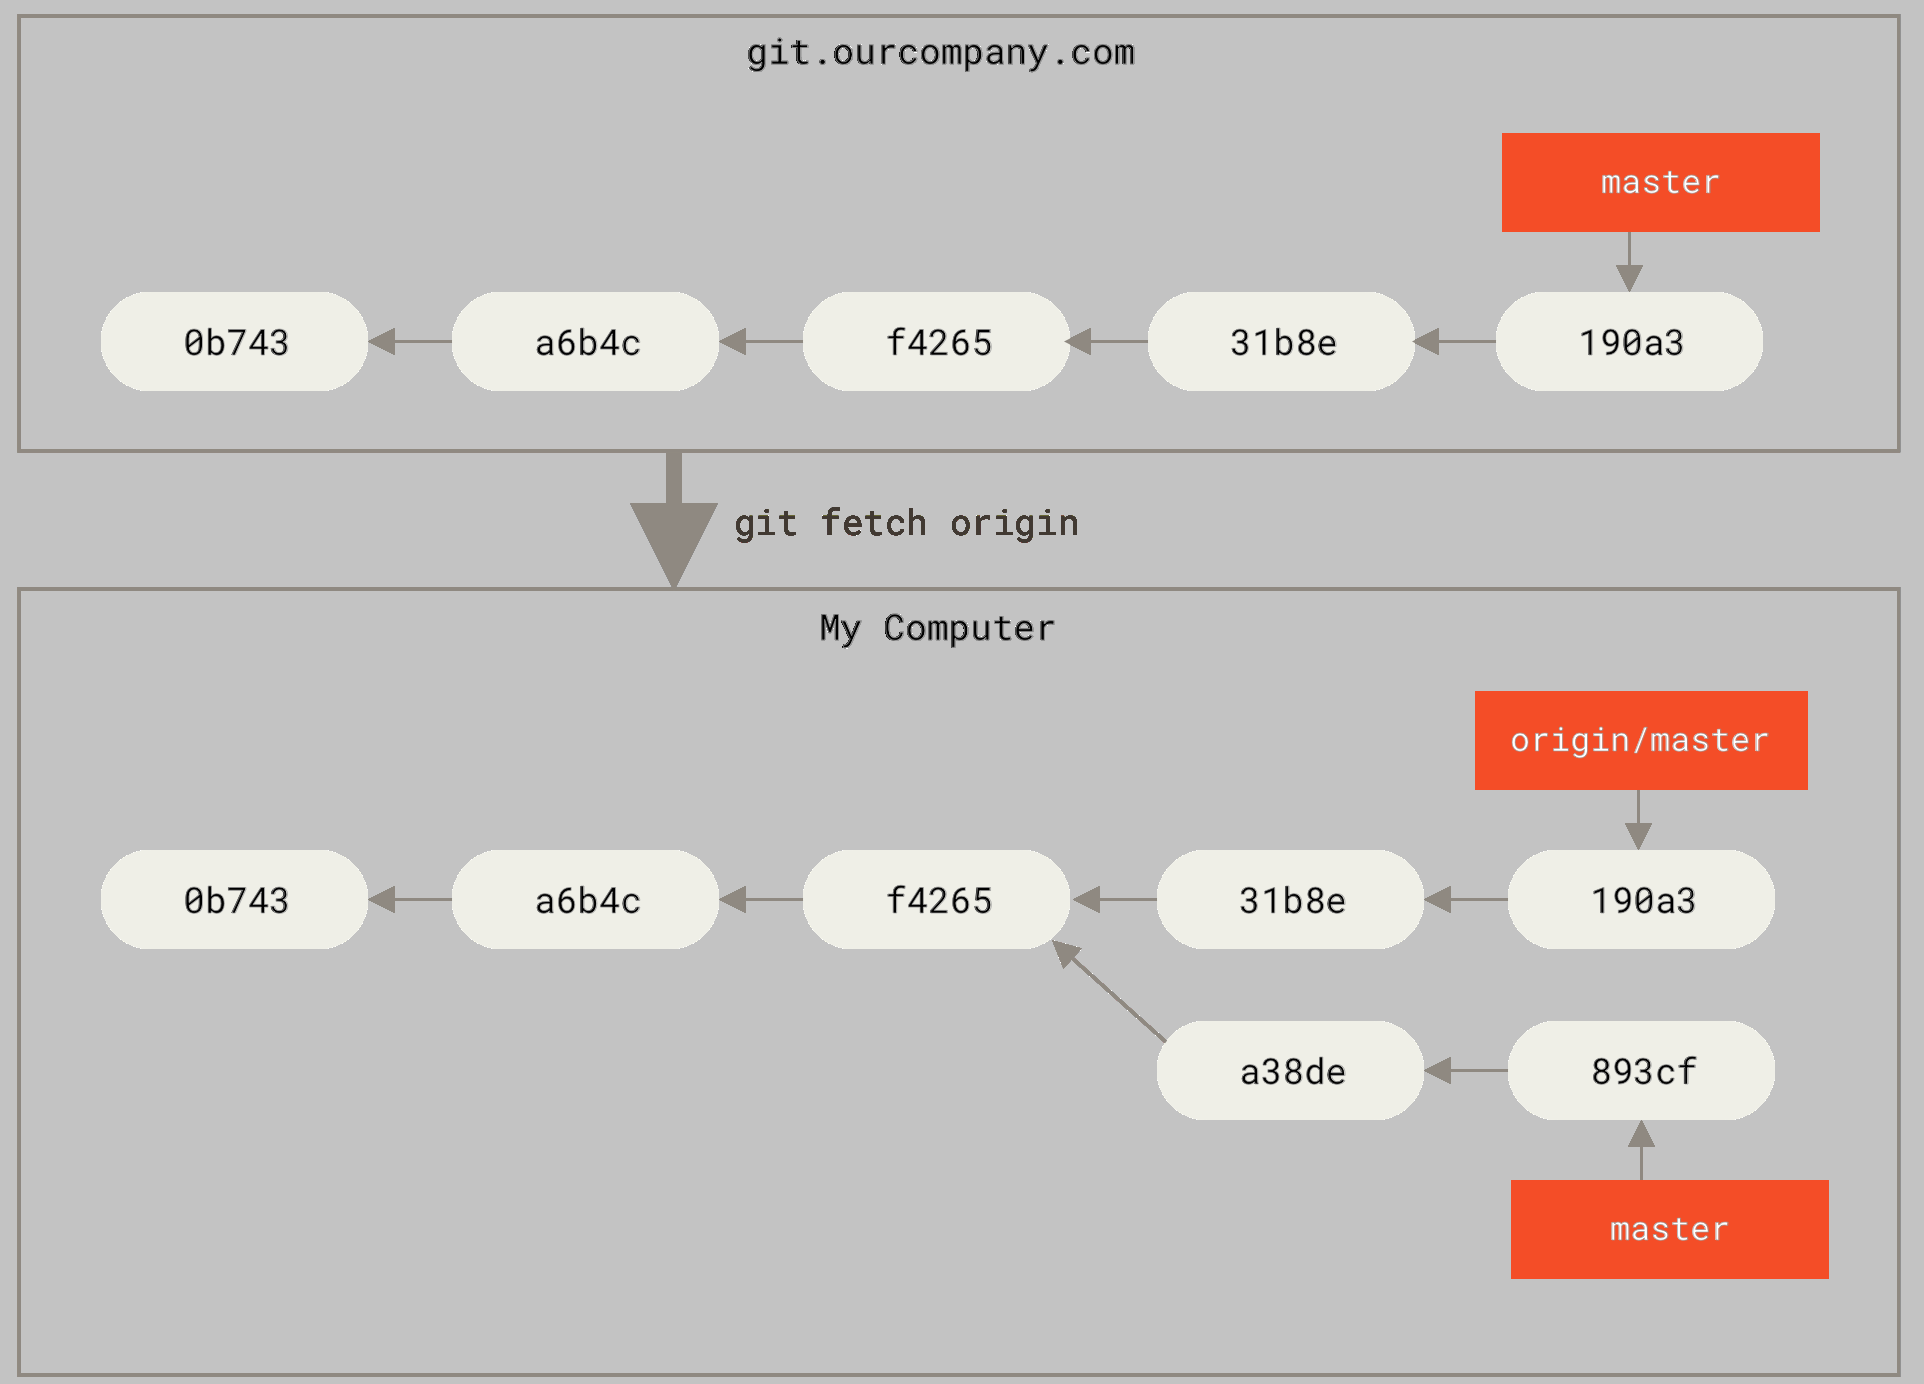 git.ourcompany.com
master
0b743 a6b4c f4265 31b8e 190a3
git fetch origin
My Computer
origin/master
0b743 a6b4c f4265 31b8e 190a3
a38de 893cf
master